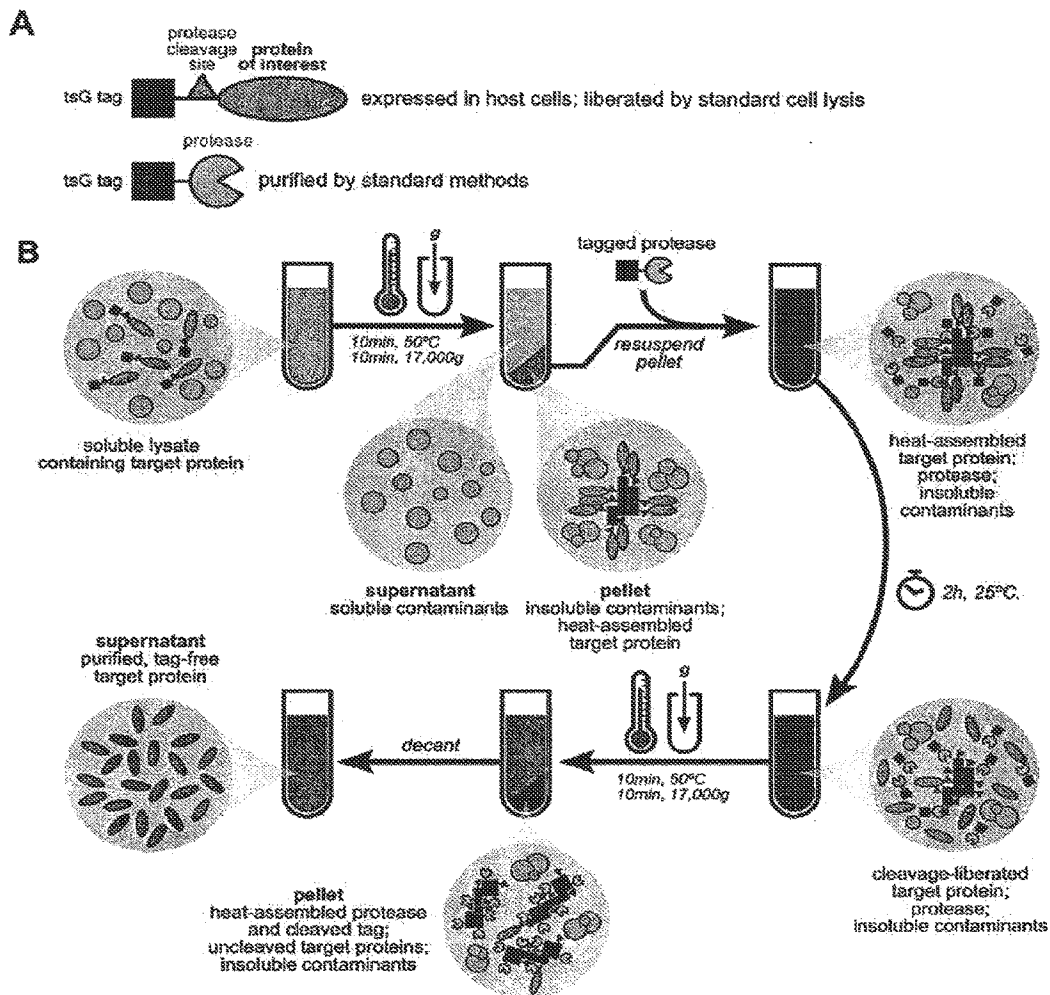 A
protease
cleavage
site
protein
of interest
tsG tag
expressed in host cells; liberated by standard cell lysis
protease
tsG tag
purified by standard methods
B
g
10min, 50ºC
10min, 17,000g
tagged protease
resuspend
pellet
soluble lysate
containing target protein
heat-assembled
target protein;
protease;
insoluble
contaminants
supernatant
soluble contaminants
pellet
insoluble contaminants;
heat-assembled
target protein
2h, 25ºC.
supernatant
purified, tag-free
target protein
decant
g
10min, 50ºC
10min, 17,000g
cleavage-liberated
target protein;
protease;
insoluble contaminants
pellet
heat-assembled protease
and cleaved tag;
uncleaved target proteins;
insoluble contaminants